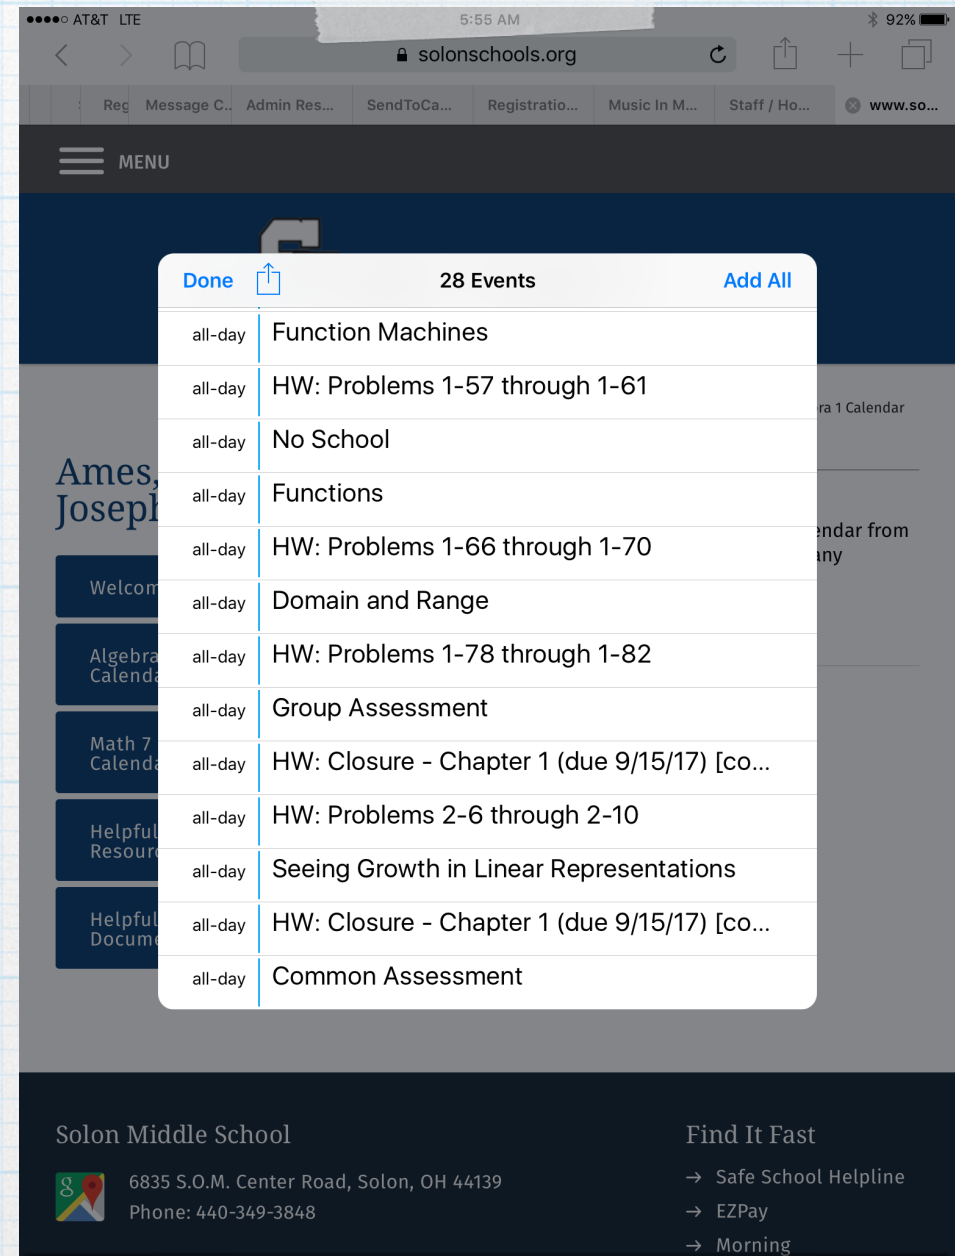 AT&T LTE
5:55 AM
92%
solonschools.org
Reg
Message C...
Admin Res...
SendToCa...
Registratio...
Music In M...
Staff / Ho...
www.so...
MENU
Done
28 Events
Add All
all-day Function Machines
all-day HW: Problems 1-57 through 1-61
all-day No School
all-day Functions
all-day HW: Problems 1-66 through 1-70
all-day Domain and Range
all-day HW: Problems 1-78 through 1-82
all-day Group Assessment
all-day HW: Closure - Chapter 1 (due 9/15/17) [co...
all-day HW: Problems 2-6 through 2-10
all-day Seeing Growth in Linear Representations
all-day HW: Closure - Chapter 1 (due 9/15/17) [co...
all-day Common Assessment
ra 1 Calendar
Ames,
Joseph
endar from
any
Welcom
Algebra
Calenda
Math 7
Calenda
Helpful
Resourc
Helpful
Docume
Solon Middle School
6835 S.O.M. Center Road, Solon, OH 44139
Phone: 440-349-3848
Find It Fast
→ Safe School Helpline
→ EZPay
→ Morning